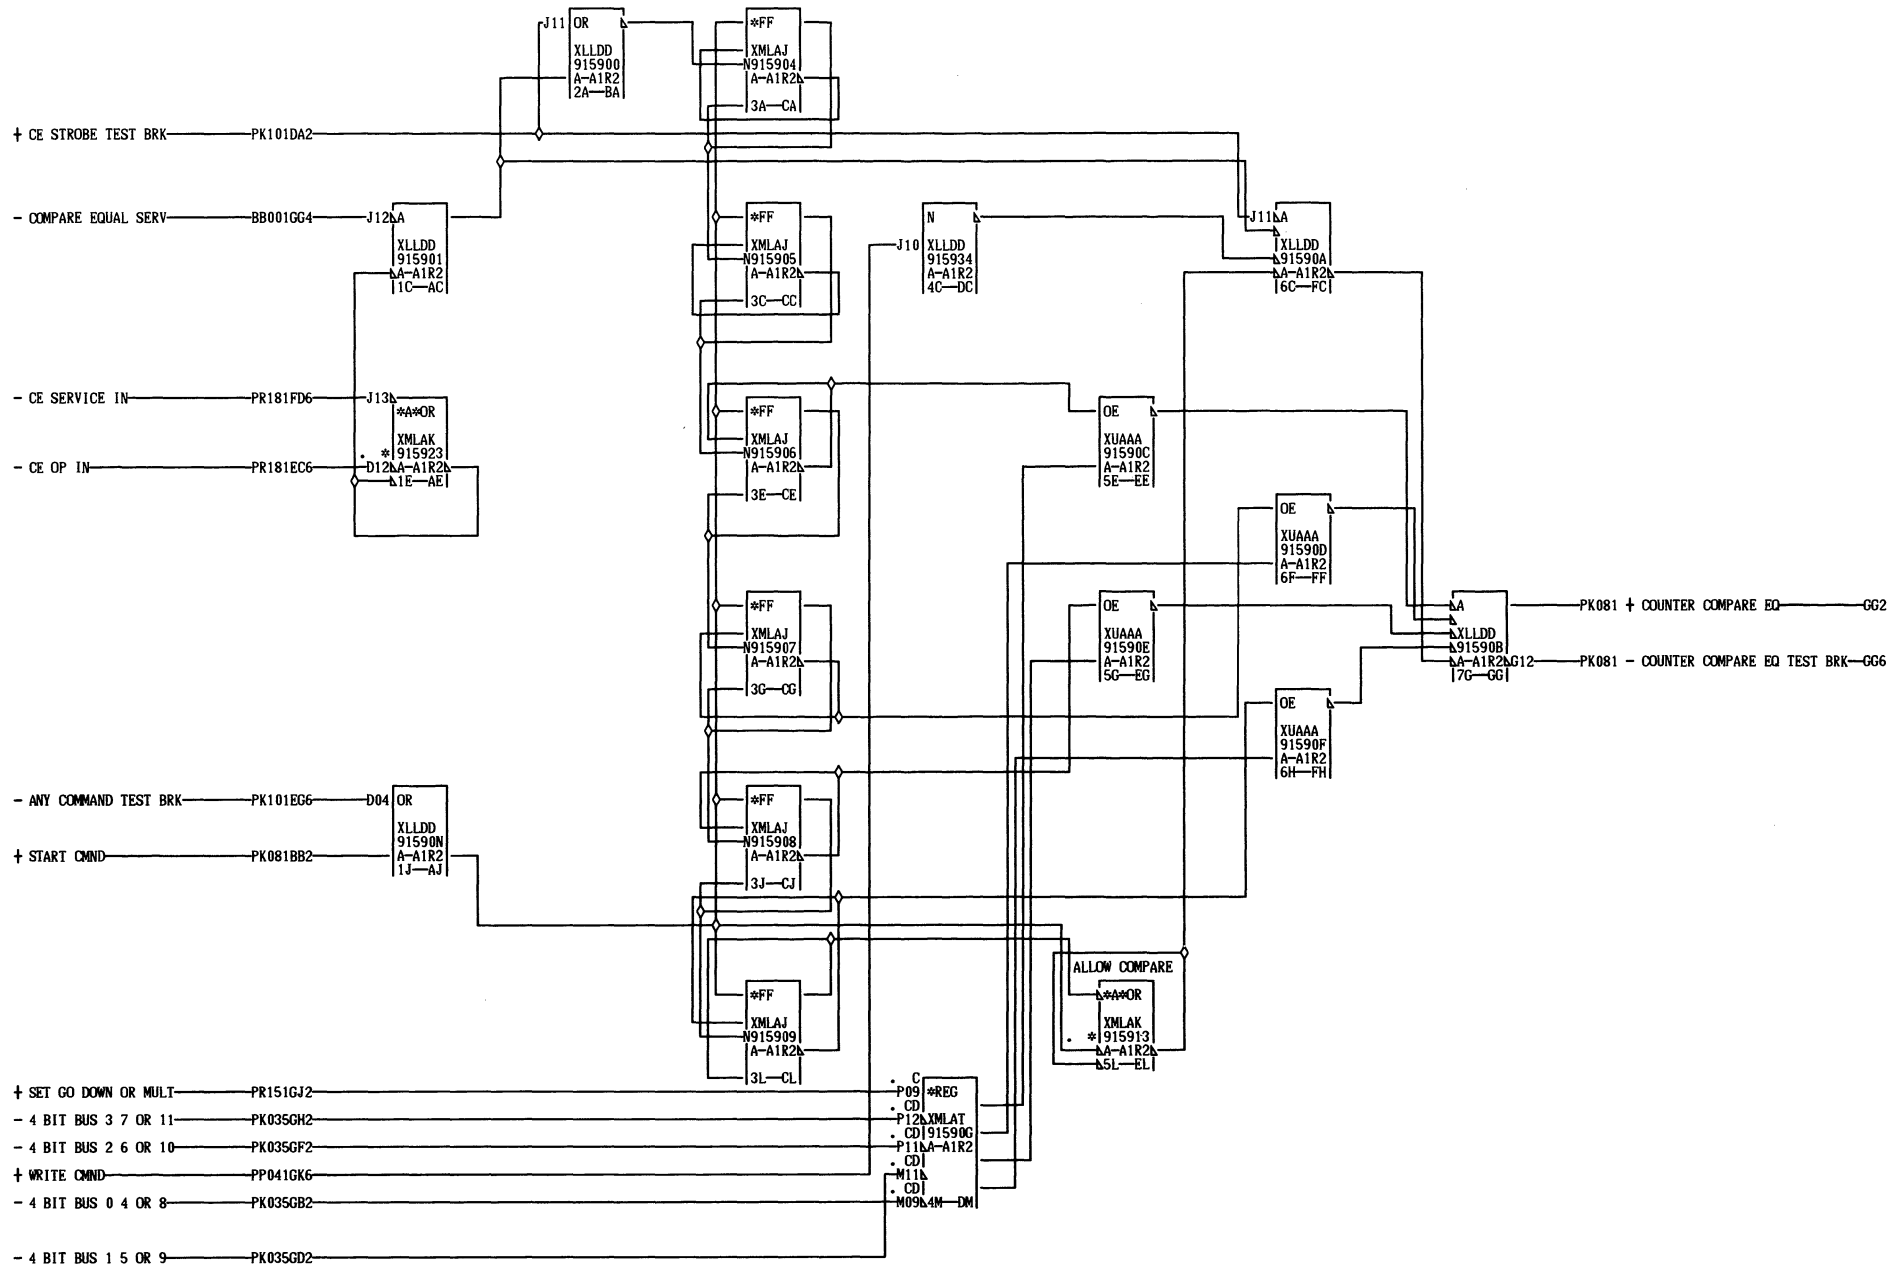 J11 OR
XLLDD
915900
A-A1R2
2A—BA
*FF
XMLAJ
N915904
A-A1R2
3A—CA
+ CE STROBE TEST BRK PK101DA2
- COMPARE EQUAL SERV BB001GG4 J12 A
XLLDD
915901
A-A1R2
1C—AC
*FF
XMLAJ
N915905
A-A1R2
3C—CC
N
J10 XLLDD
915934
A-A1R2
4C—DC
J11 A
XLLDD
91590A
A-A1R2
6C—FC
- CE SERVICE IN PR181FD6 J13
*A*OR
XMLAK
* 915923
- CE OP IN PR181EC6 D12 A-A1R2
1E—AE
*FF
XMLAJ
N915906
A-A1R2
3E—CE
OE
XUAAA
91590C
A-A1R2
5E—EE
OE
XUAAA
91590D
A-A1R2
6F—FF
*FF
XMLAJ
N915907
A-A1R2
3G—CG
OE
XUAAA
91590E
A-A1R2
5G—EG
A
XLLDD
91590B
A-A1R2 G12
7G—GG
PK081 + COUNTER COMPARE EQ GG2
PK081 - COUNTER COMPARE EQ TEST BRK GG6
OE
XUAAA
91590F
A-A1R2
6H—FH
- ANY COMMAND TEST BRK PK101EG6 D04 OR
XLLDD
91590N
+ START CMND PK081BB2 A-A1R2
1J—AJ
*FF
XMLAJ
N915908
A-A1R2
3J—CJ
ALLOW COMPARE
*A*OR
XMLAK
* 915913
A-A1R2
5L—EL
*FF
XMLAJ
N915909
A-A1R2
3L—CL
. C
+ SET GO DOWN OR MULT PR151GJ2 P09 *REG
. CD
- 4 BIT BUS 3 7 OR 11 PK035GH2 P12 XMLAT
. CD 91590G
- 4 BIT BUS 2 6 OR 10 PK035GF2 P11 A-A1R2
. CD
+ WRITE CMND PP041GK6 M11
. CD
- 4 BIT BUS 0 4 OR 8 PK035GB2 M09 4M—DM
- 4 BIT BUS 1 5 OR 9 PK035GD2